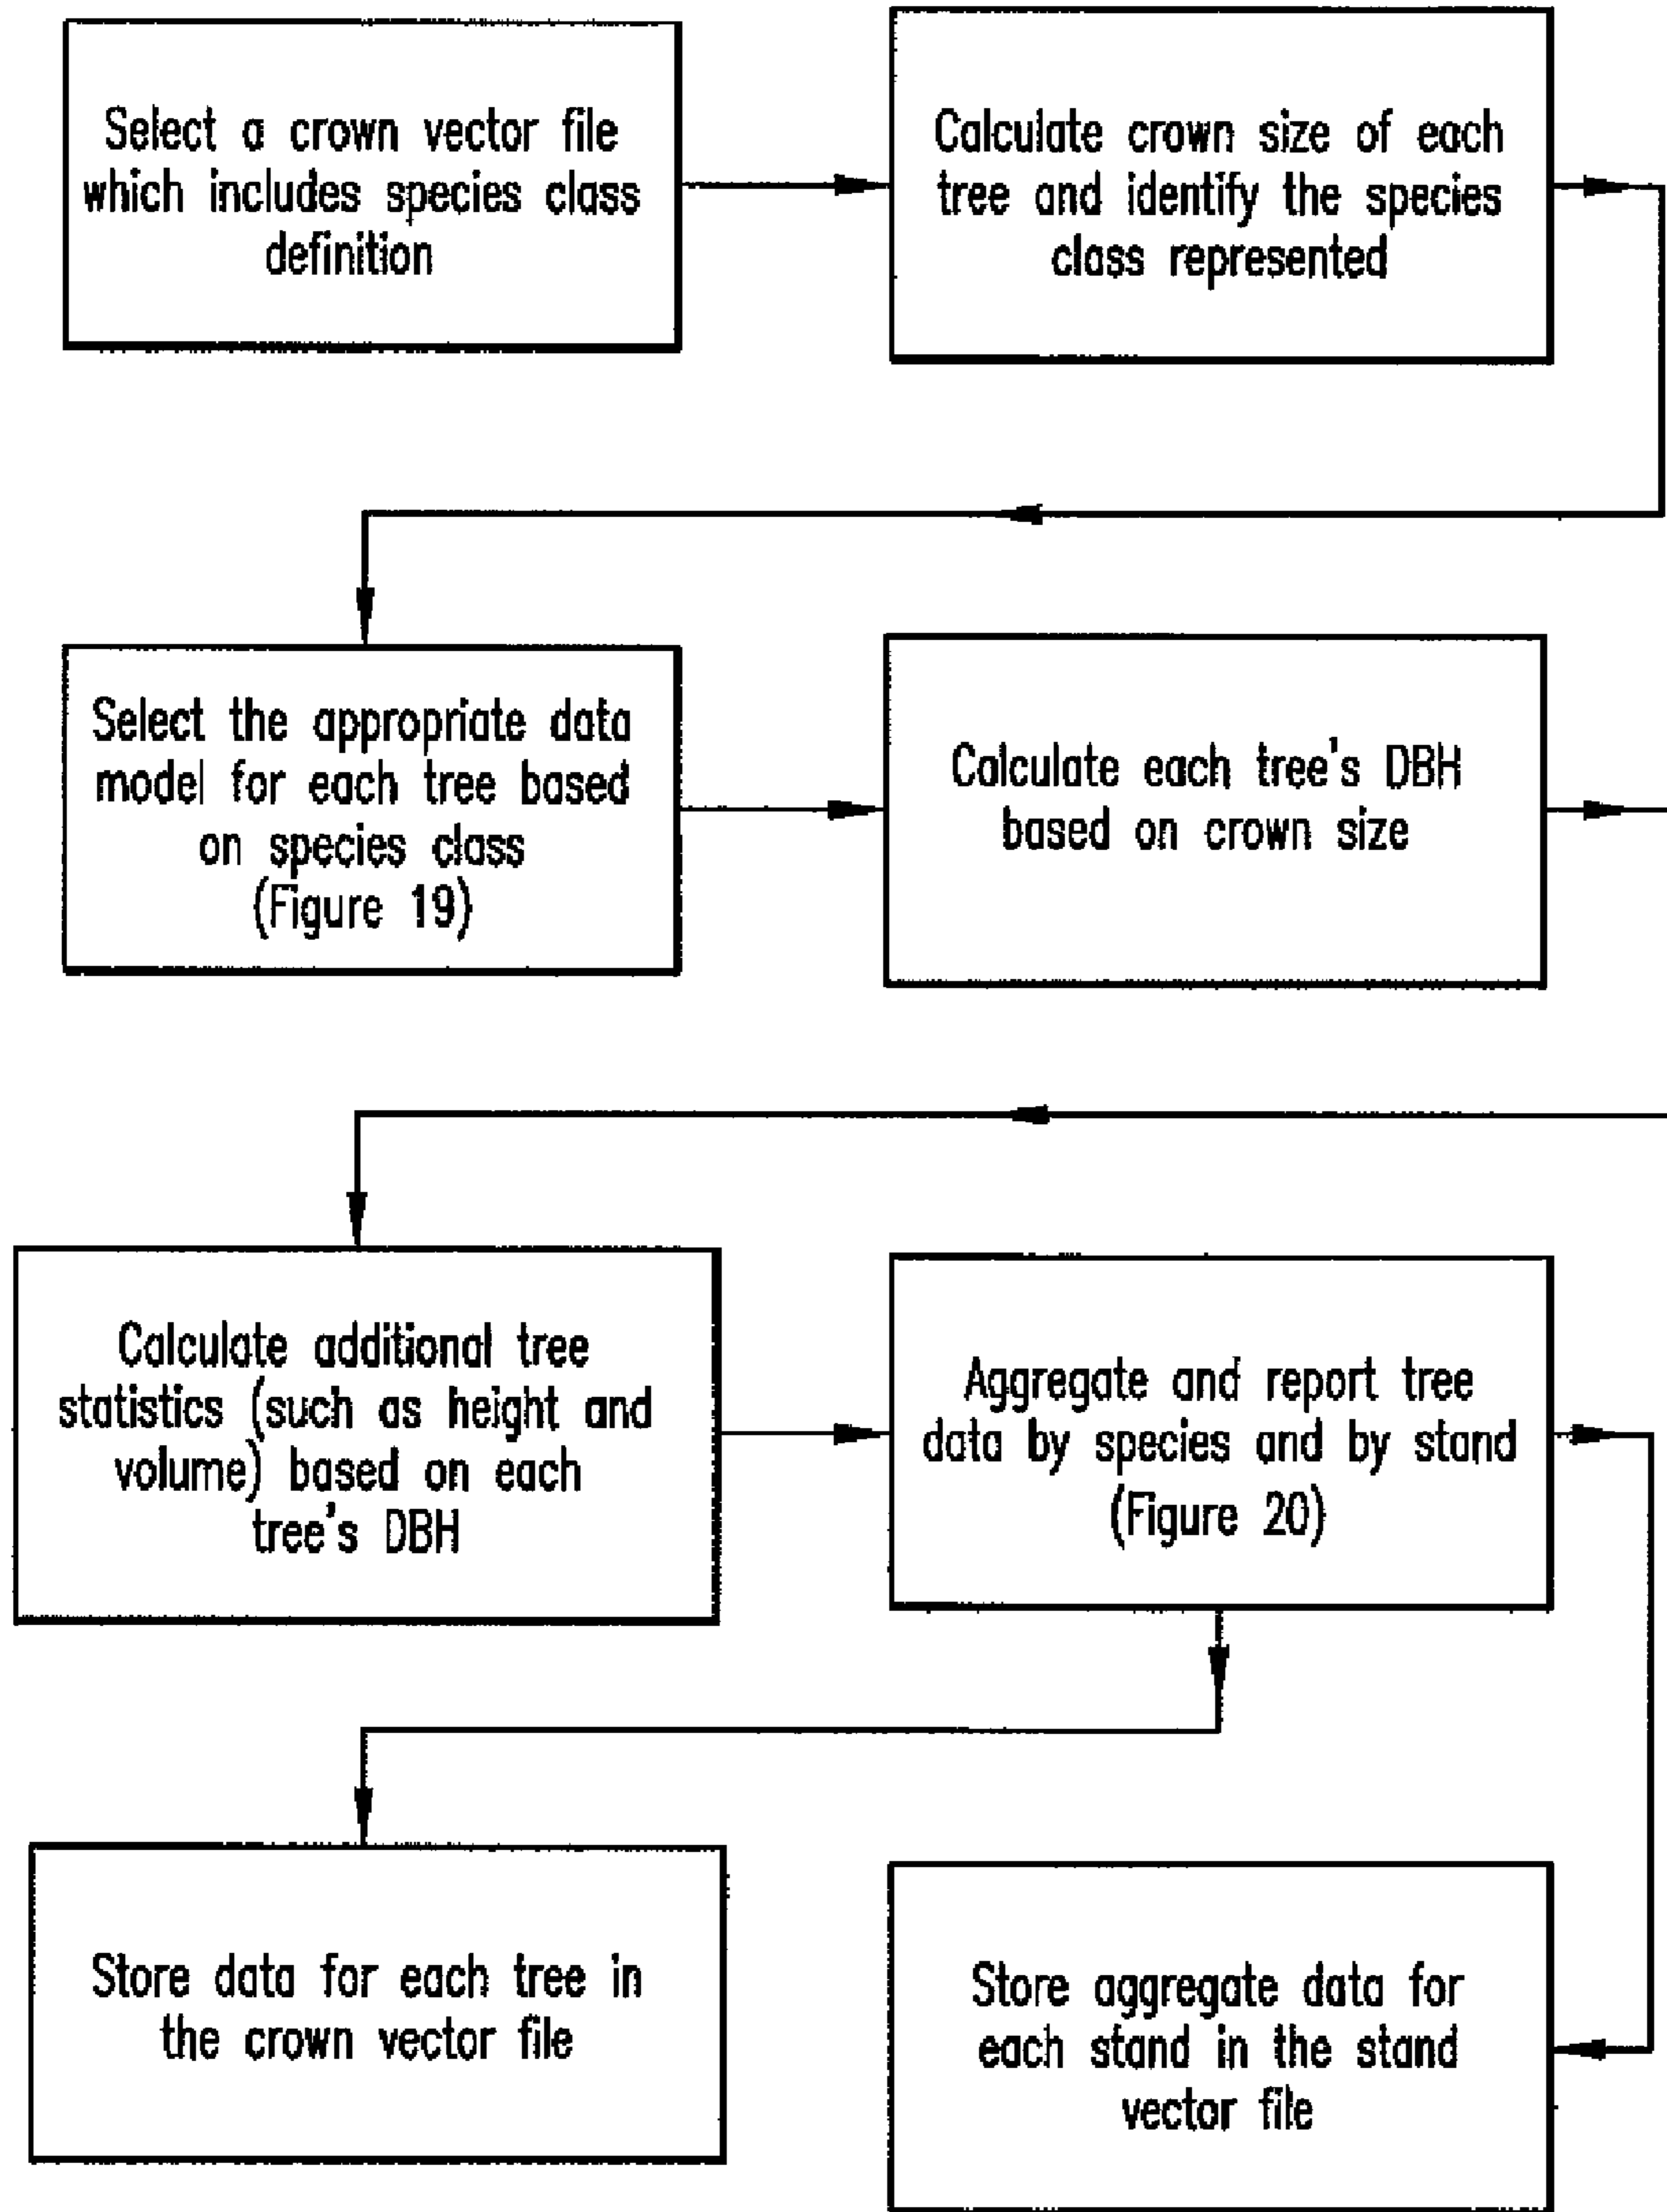 Select a crown vector file
which includes species class
definition
Calculate crown size of each
tree and identify the species
class represented
Select the appropriate data
model for each tree based
on species class
(Figure 19)
Calculate each tree's DBH
based on crown size
Calculate additional tree
statistics (such as height and
volume) based on each
tree's DBH
Aggregate and report tree
data by species and by stand
(Figure 20)
Store data for each tree in
the crown vector file
Store aggregate data for
each stand in the stand
vector file